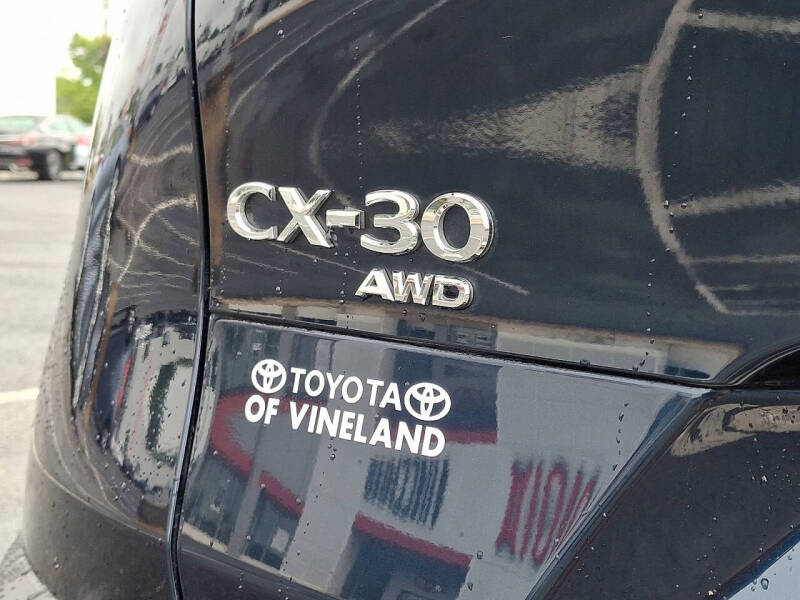 CX-30
AWD
TOYOTA
OF VINELAND